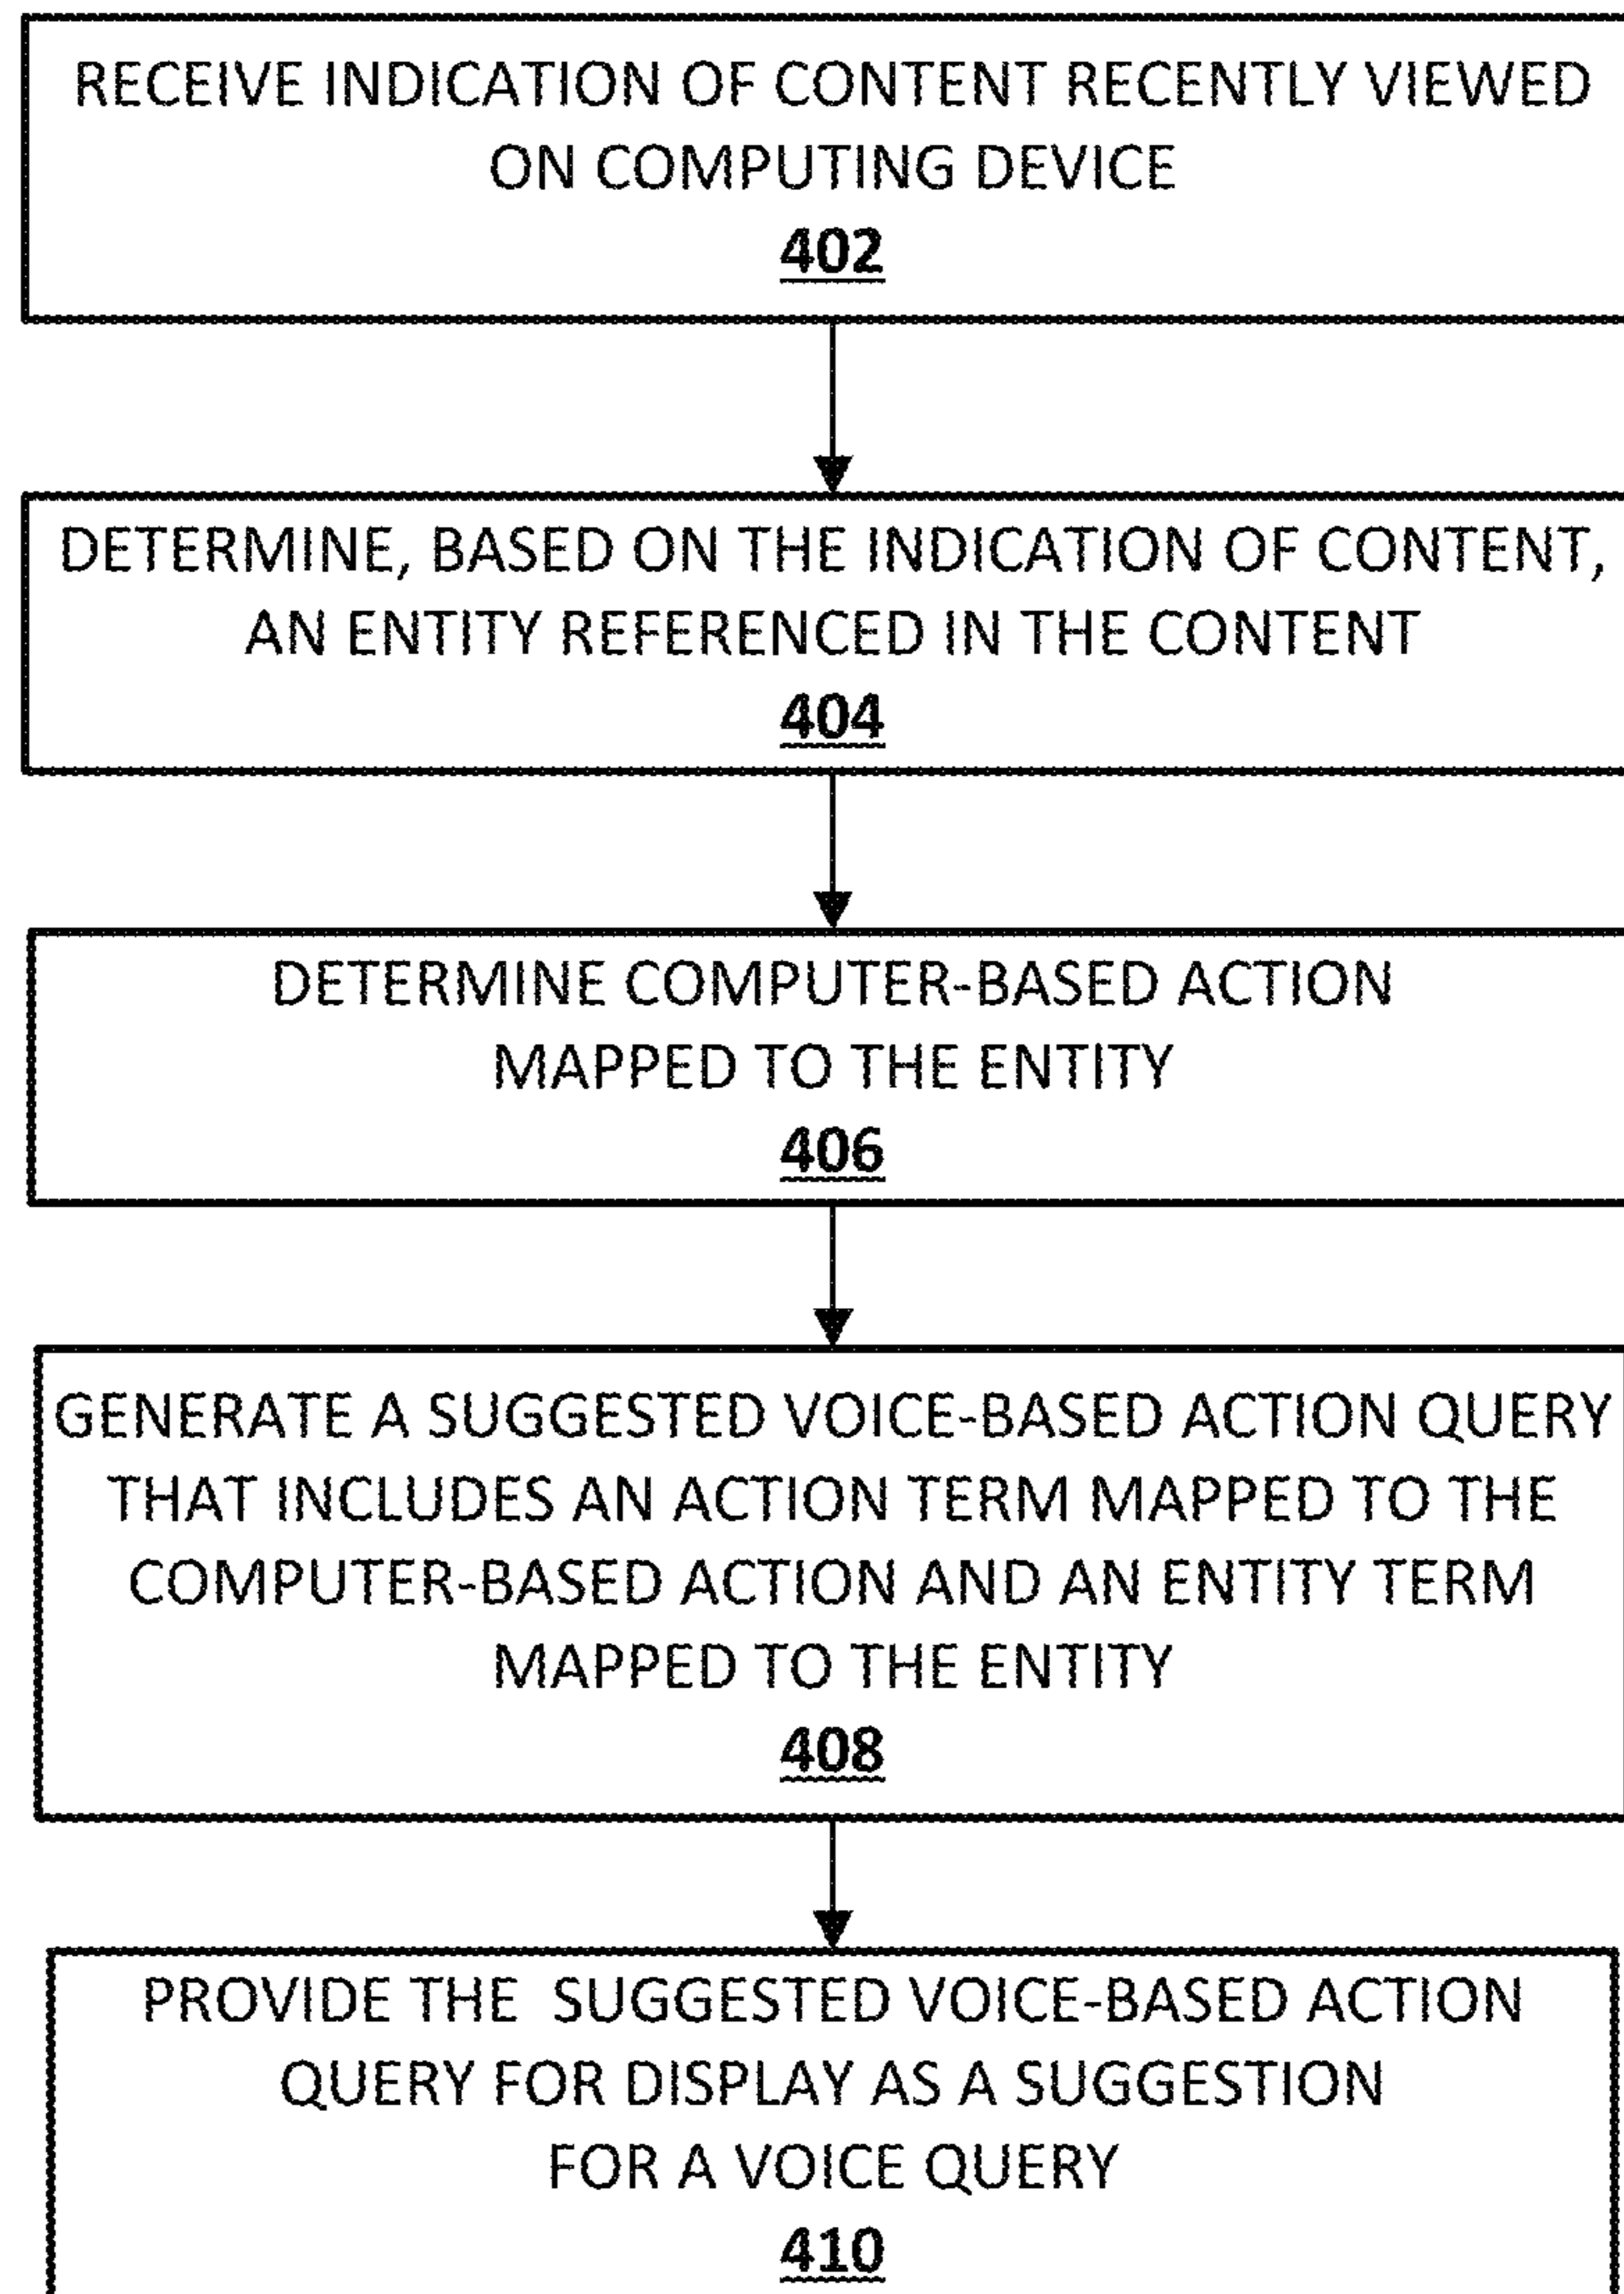 RECEIVE INDICATION OF CONTENT RECENTLY VIEWED
ON COMPUTING DEVICE
402
DETERMINE, BASED ON THE INDICATION OF CONTENT,
AN ENTITY REFERENCED IN THE CONTENT
404
DETERMINE COMPUTER-BASED ACTION
MAPPED TO THE ENTITY
406
GENERATE A SUGGESTED VOICE-BASED ACTION QUERY
THAT INCLUDES AN ACTION TERM MAPPED TO THE
COMPUTER-BASED ACTION AND AN ENTITY TERM
MAPPED TO THE ENTITY
408
PROVIDE THE SUGGESTED VOICE-BASED ACTION
QUERY FOR DISPLAY AS A SUGGESTION
FOR A VOICE QUERY
410